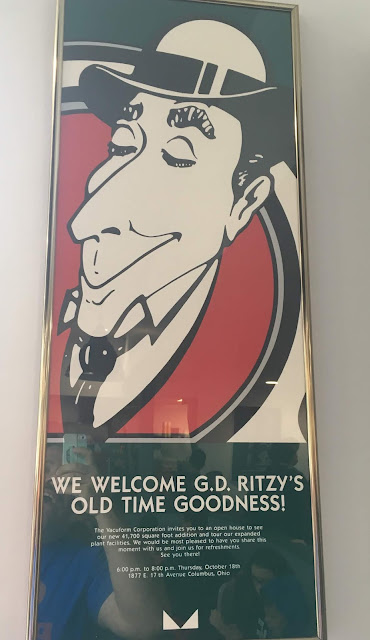 WE WELCOME G.D. RITZY'S
OLD TIME GOODNESS!
The Vacuform Corporation invites you to an open house to see
our new 41,700 square foot addition and tour our expanded
plant facilities. We would be most pleased to have you share this
moment with us and join us for refreshments.
See you there!
6:00 p.m. to 8:00 p.m. Thursday, October 18th
1877 E. 17 th Avenue Columbus, Ohio